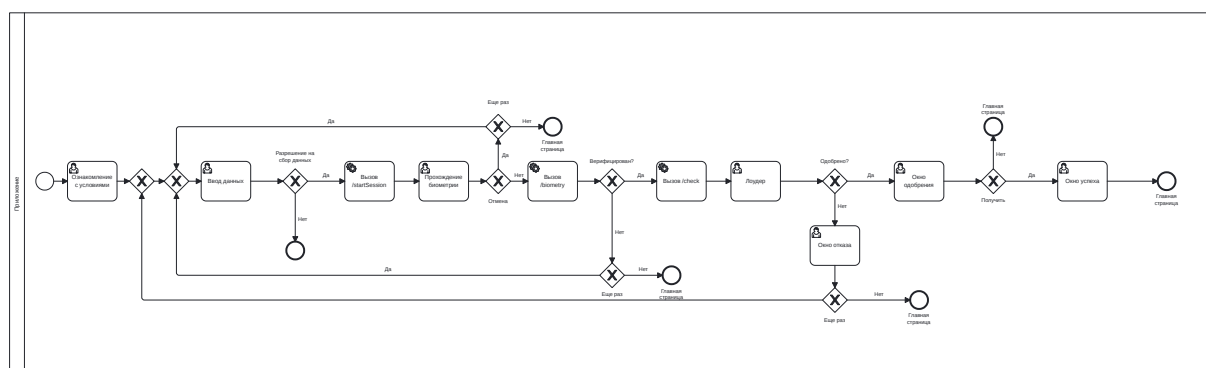 Приложение
Ознакомление
с условиями
Ввод данных
Разрешение на
сбор данных
Да
Нет
Вызов
/startSession
Прохождение
биометрии
Отмена
Да
Нет
Еще раз
Да
Нет
Главная
страница
Вызов
/biometry
Верифицирован?
Да
Нет
Еще раз
Да
Нет
Главная
страница
Вызов /check
Лоудер
Одобрено?
Да
Нет
Окно отказа
Еще раз
Нет
Главная
страница
Окно
одобрения
Получить
Нет
Главная
страница
Да
Окно успеха
Главная
страница